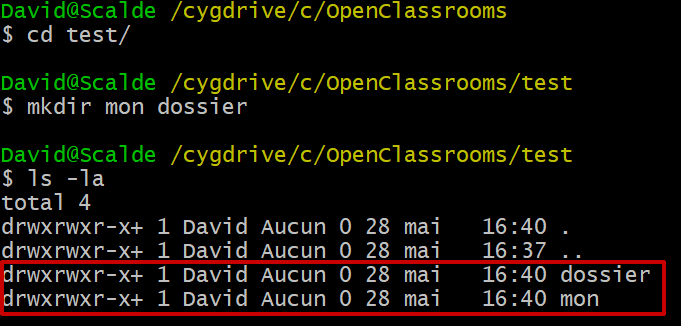 David@Scalde /cygdrive/c/OpenClassrooms
$ cd test/
David@Scalde /cygdrive/c/OpenClassrooms/test
$ mkdir mon dossier
David@Scalde /cygdrive/c/OpenClassrooms/test
$ ls -la
total 4
drwxrwxr-x+ 1 David Aucun 0 28 mai   16:40 .
drwxrwxr-x+ 1 David Aucun 0 28 mai   16:37 ..
drwxrwxr-x+ 1 David Aucun 0 28 mai   16:40 dossier
drwxrwxr-x+ 1 David Aucun 0 28 mai   16:40 mon